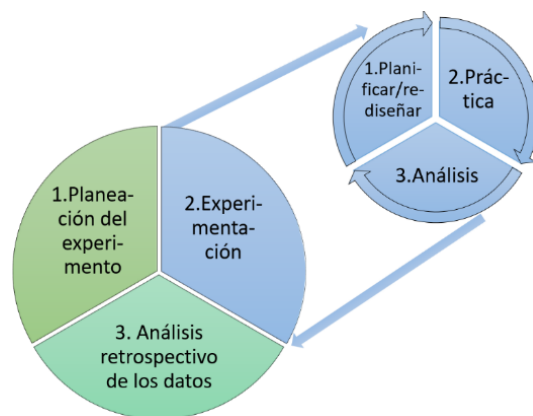 1.Planea-
ción del
experi-
mento
2.Experi-
menta-
ción
3. Análisis
retrospectivo
de los datos
1.Plani-
ficar/re-
diseñar
2.Prác-
tica
3.Análisis